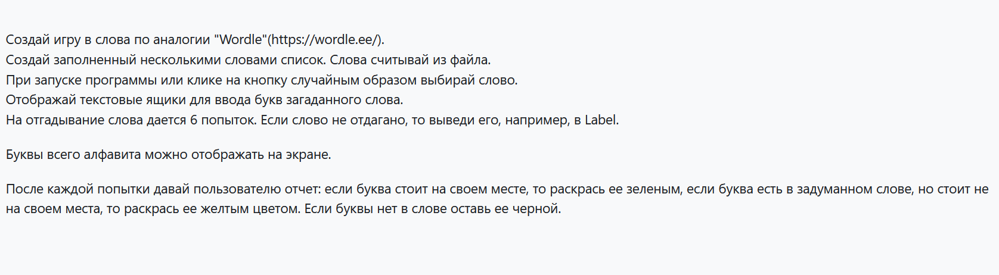 Создай игру в слова по аналогии "Wordle"(https://wordle.ee/).
Создай заполненный несколькими словами список. Слова считывай из файла.
При запуске программы или клике на кнопку случайным образом выбирай слово.
Отображай текстовые ящики для ввода букв загаданного слова.
На отгадывание слова дается 6 попыток. Если слово не отдагано, то выведи его, например, в Label.
Буквы всего алфавита можно отображать на экране.
После каждой попытки давай пользователю отчет: если буква стоит на своем месте, то раскрась ее зеленым, если буква есть в задуманном слове, но стоит не
на своем места, то раскрась ее желтым цветом. Если буквы нет в слове оставь ее черной.